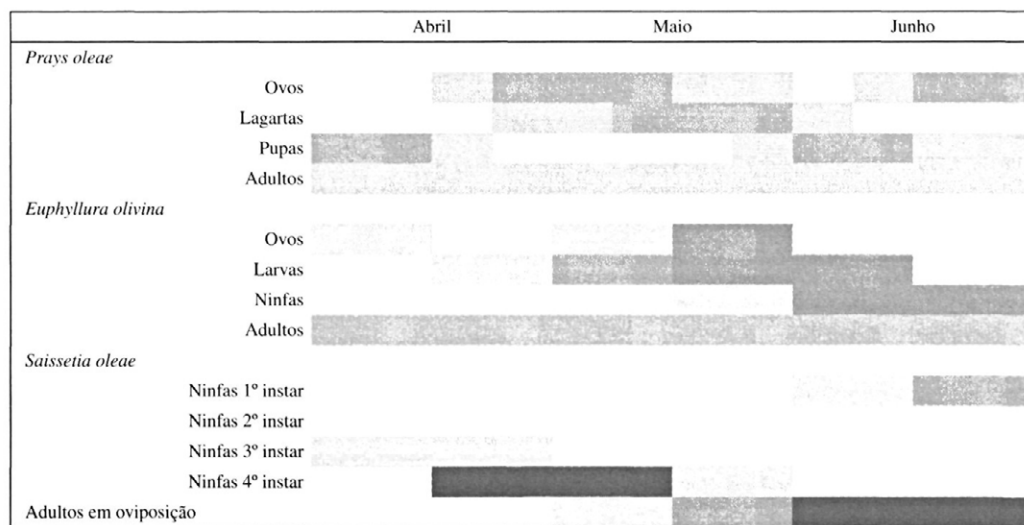 Abril Maio Junho
Prays oleae
Ovos
Lagartas
Pupas
Adultos
Euphyllura olivina
Ovos
Larvas
Ninfas
Adultos
Saissetia oleae
Ninfas 1º instar
Ninfas 2º instar
Ninfas 3º instar
Ninfas 4º instar
Adultos em oviposição